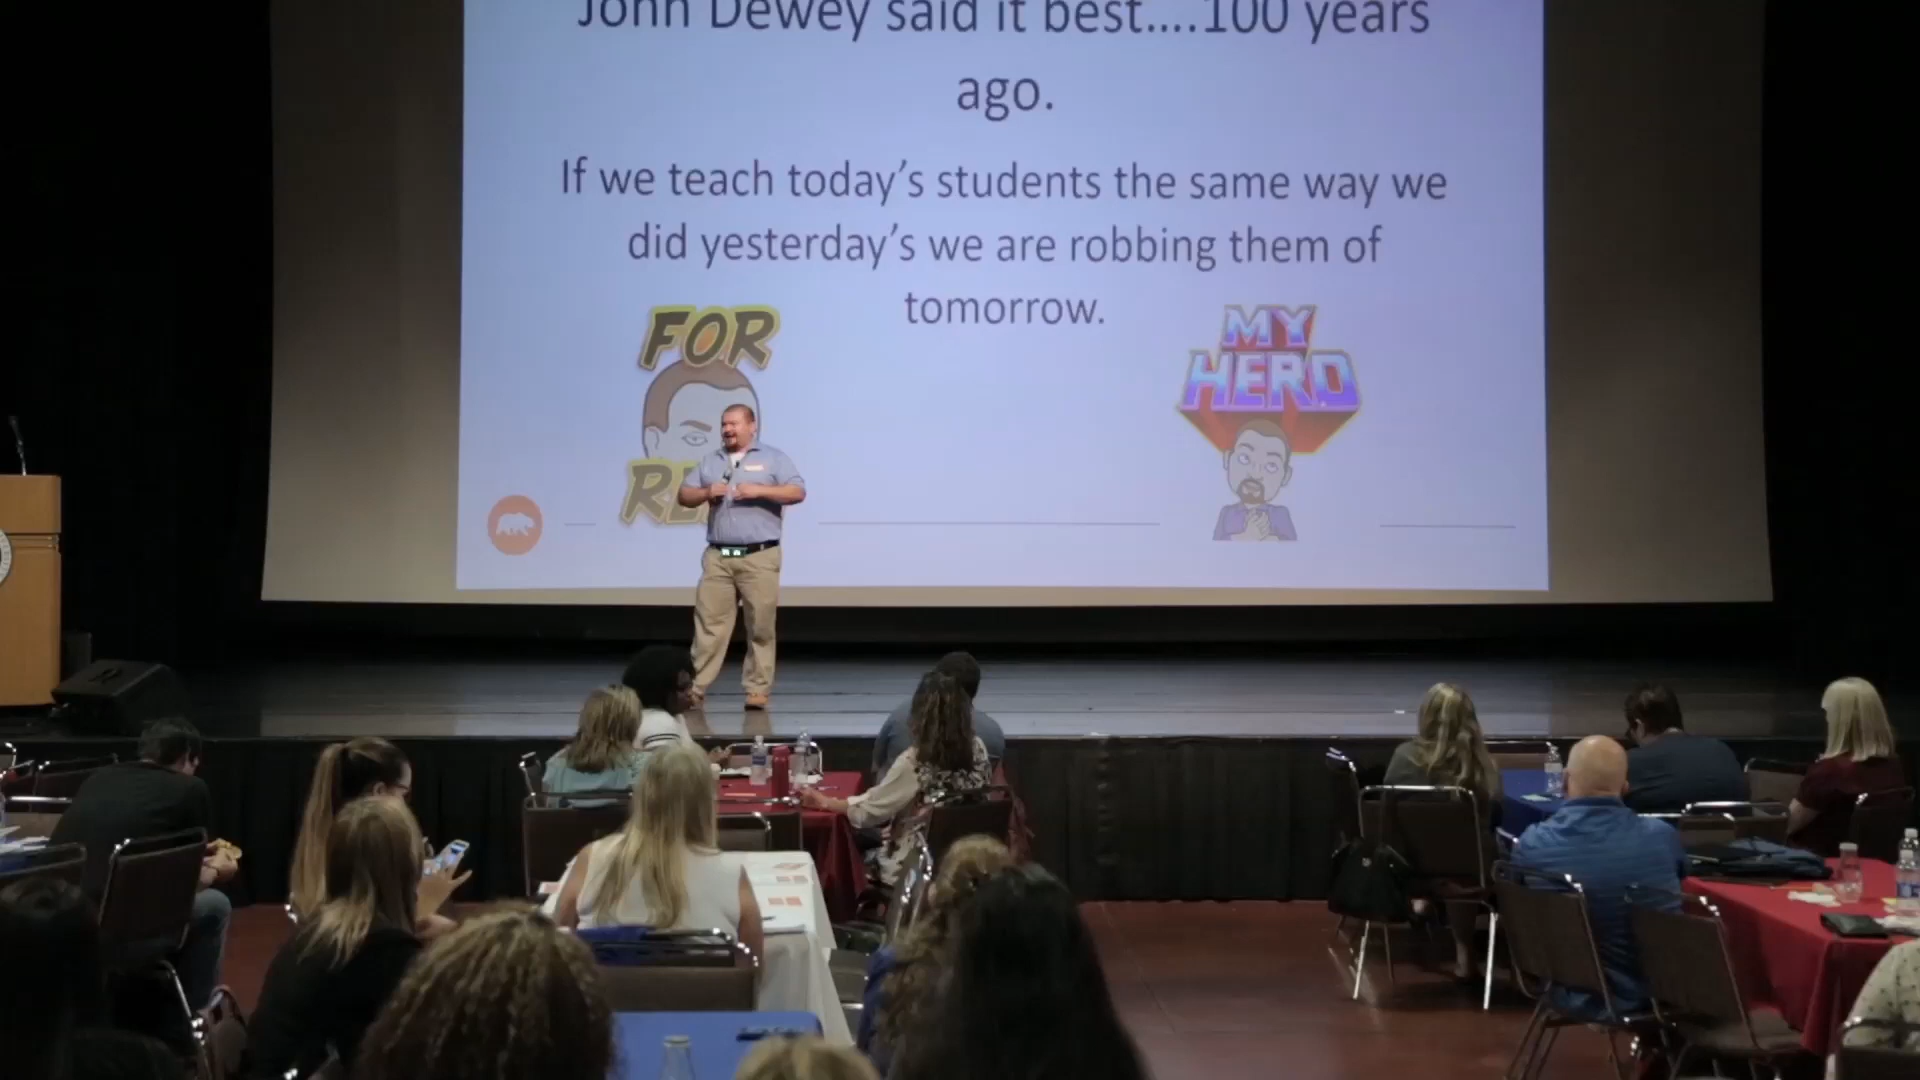 John Dewey said it best....100 years
ago.
If we teach today's students the same way we
did yesterday's we are robbing them of
tomorrow.
FOR
MY
HERO